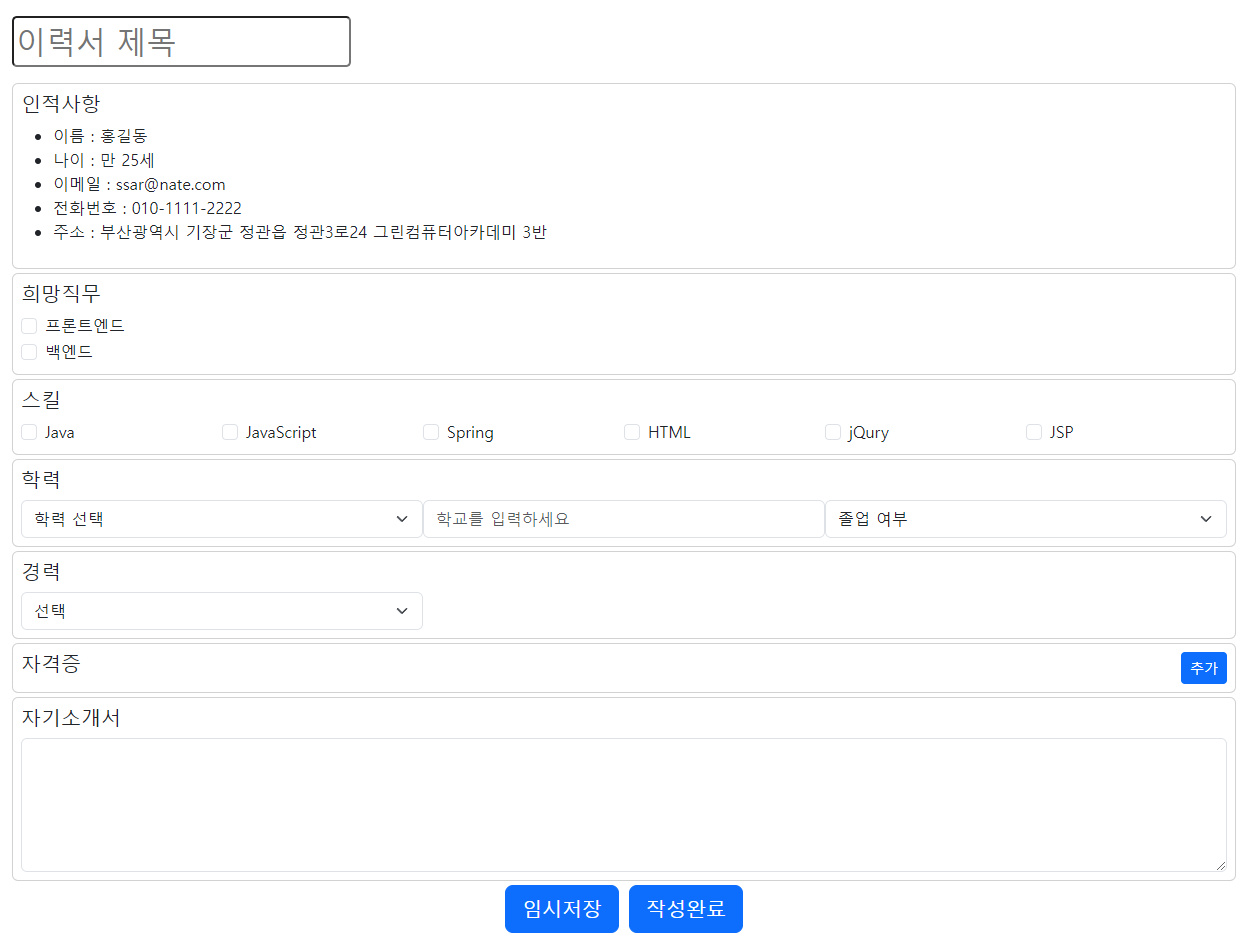 이력서 제목
인적사항
이름 : 홍길동
나이 : 만 25세
이메일 : ssar@nate.com
전화번호 : 010-1111-2222
주소 : 부산광역시 기장군 정관읍 정관3로24 그린컴퓨터아카데미 3반
희망직무
프론트엔드
백엔드
스킬
Java JavaScript Spring HTML jQury JSP
학력
학력 선택 학교를 입력하세요 졸업 여부
경력
선택
자격증 추가
자기소개서
임시저장 작성완료